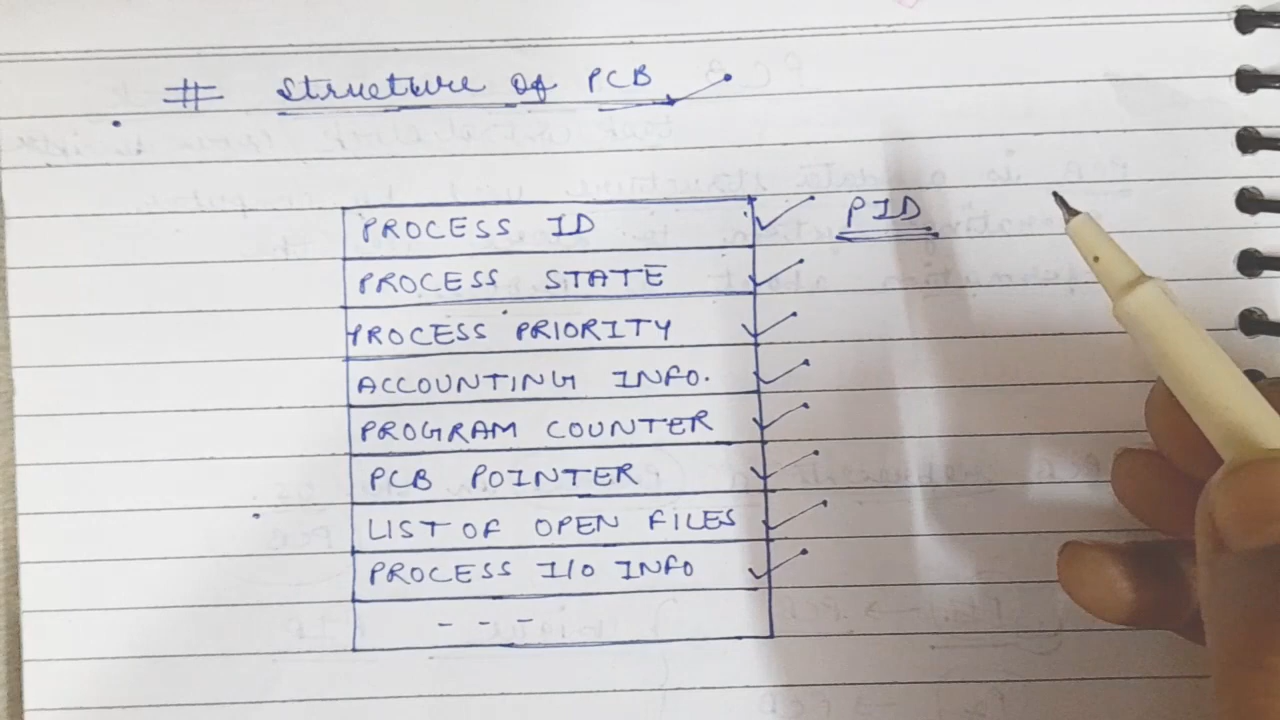 # Structure of PCB
PROCESS ID PID
PROCESS STATE
PROCESS PRIORITY
ACCOUNTING INFO.
PROGRAM COUNTER
PCB POINTER
LIST OF OPEN FILES
PROCESS I/O INFO
- - -